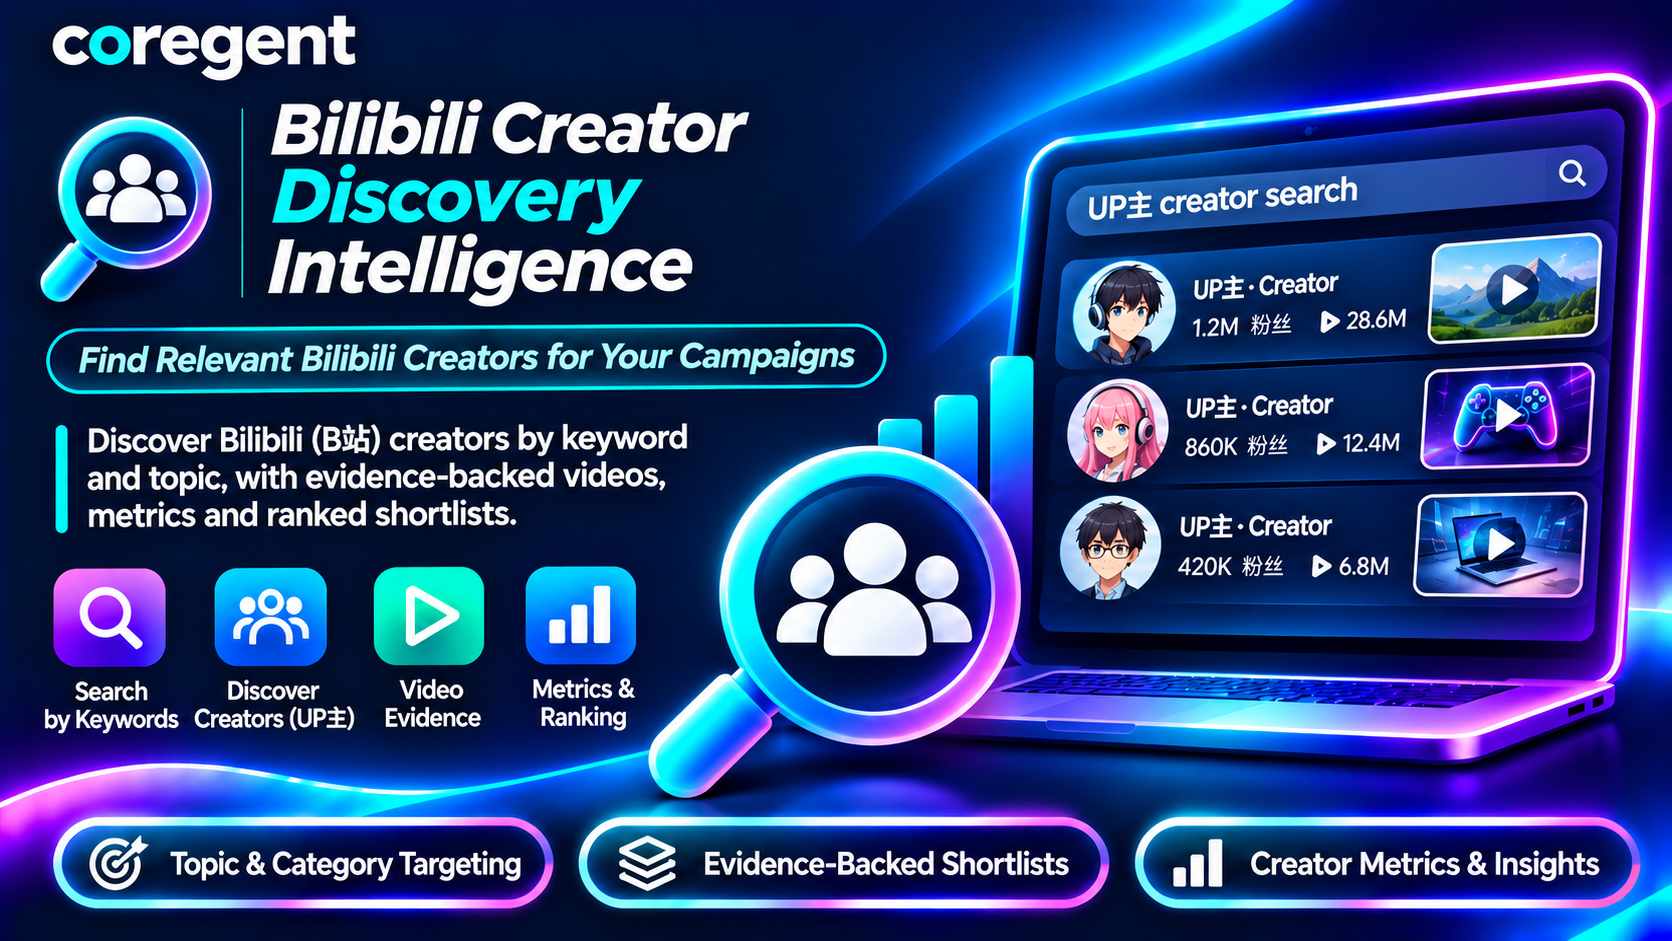 coregent
Bilibili Creator
Discovery
Intelligence
Find Relevant Bilibili Creators for Your Campaigns
Discover Bilibili (B站) creators by keyword
and topic, with evidence-backed videos,
metrics and ranked shortlists.
Search
by Keywords
Discover
Creators (UP主)
Video
Evidence
Metrics &
Ranking
UP主 creator search
UP主 · Creator
1.2M 粉丝 28.6M
UP主 · Creator
860K 粉丝 12.4M
UP主 · Creator
420K 粉丝 6.8M
Topic & Category Targeting
Evidence-Backed Shortlists
Creator Metrics & Insights